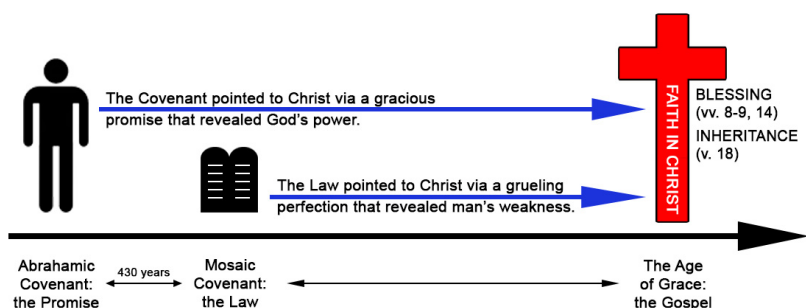 The Covenant pointed to Christ via a gracious
promise that revealed God's power.
FAITH IN CHRIST
BLESSING
(vv. 8-9, 14)
INHERITANCE
(v. 18)
The Law pointed to Christ via a grueling
perfection that revealed man's weakness.
Abrahamic
Covenant:
the Promise
430 years
Mosaic
Covenant:
the Law
The Age
of Grace:
the Gospel